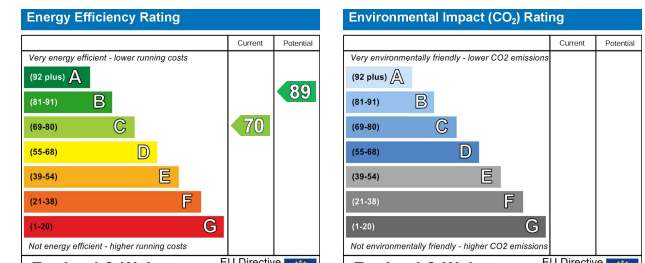 Energy Efficiency Rating
Current Potential
Very energy efficient - lower running costs
(92 plus) A
(81-91) B
89
(69-80) C
70
(55-68) D
(39-54) E
(21-38) F
(1-20) G
Not energy efficient - higher running costs
EU Directive
Environmental Impact (CO₂) Rating
Current Potential
Very environmentally friendly - lower CO2 emissions
(92 plus) A
(81-91) B
(69-80) C
(55-68) D
(39-54) E
(21-38) F
(1-20) G
Not environmentally friendly - higher CO2 emissions
EU Directive